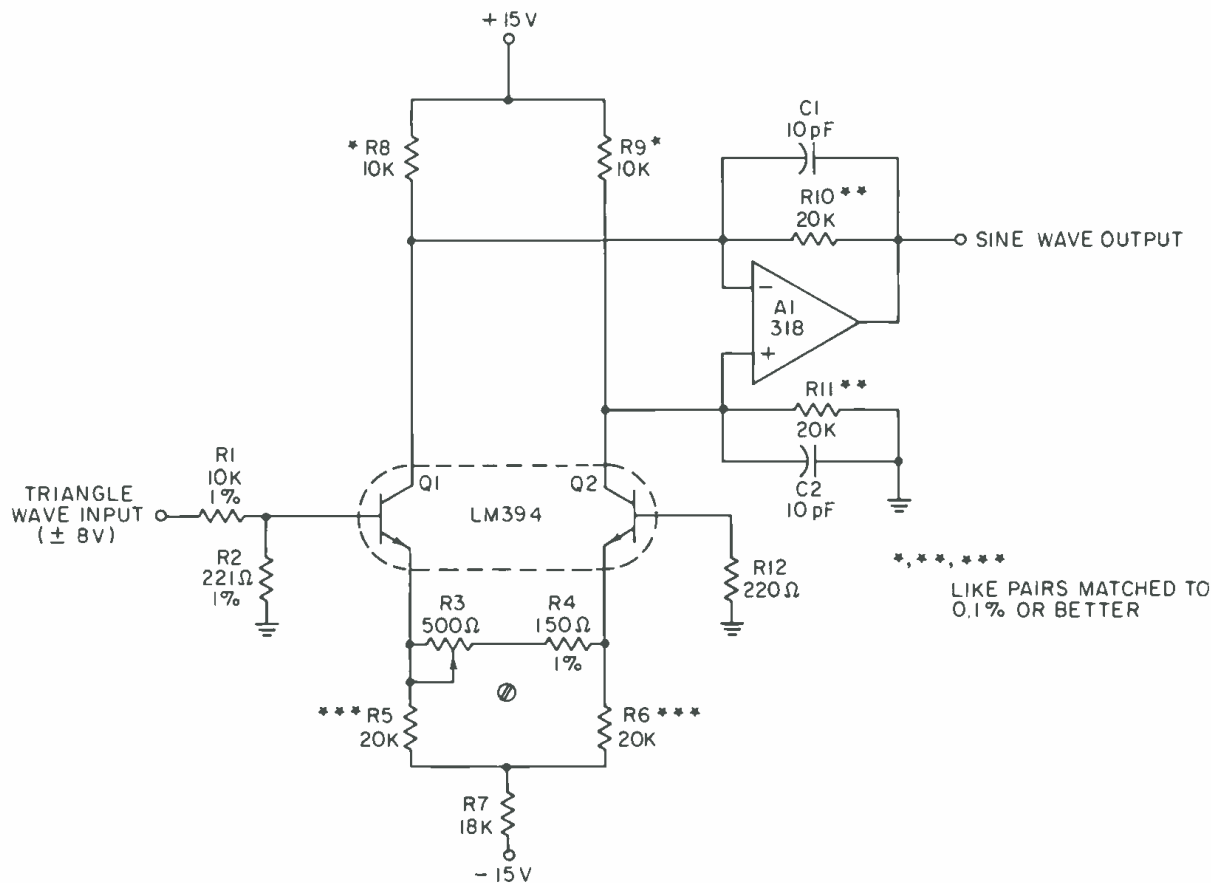 +15V
* R8
10K
R9 *
10K
C1
10pF
R10 **
20K
SINE WAVE OUTPUT
-
A1
318
+
R11 **
20K
C2
10pF
R1
10K
1%
TRIANGLE
WAVE INPUT
(± 8V)
R2
221Ω
1%
Q1
LM394
Q2
R12
220Ω
*, **, ***
LIKE PAIRS MATCHED TO
0.1% OR BETTER
R3
500Ω
R4
150Ω
1%
*** R5
20K
R6 ***
20K
R7
18K
-15V